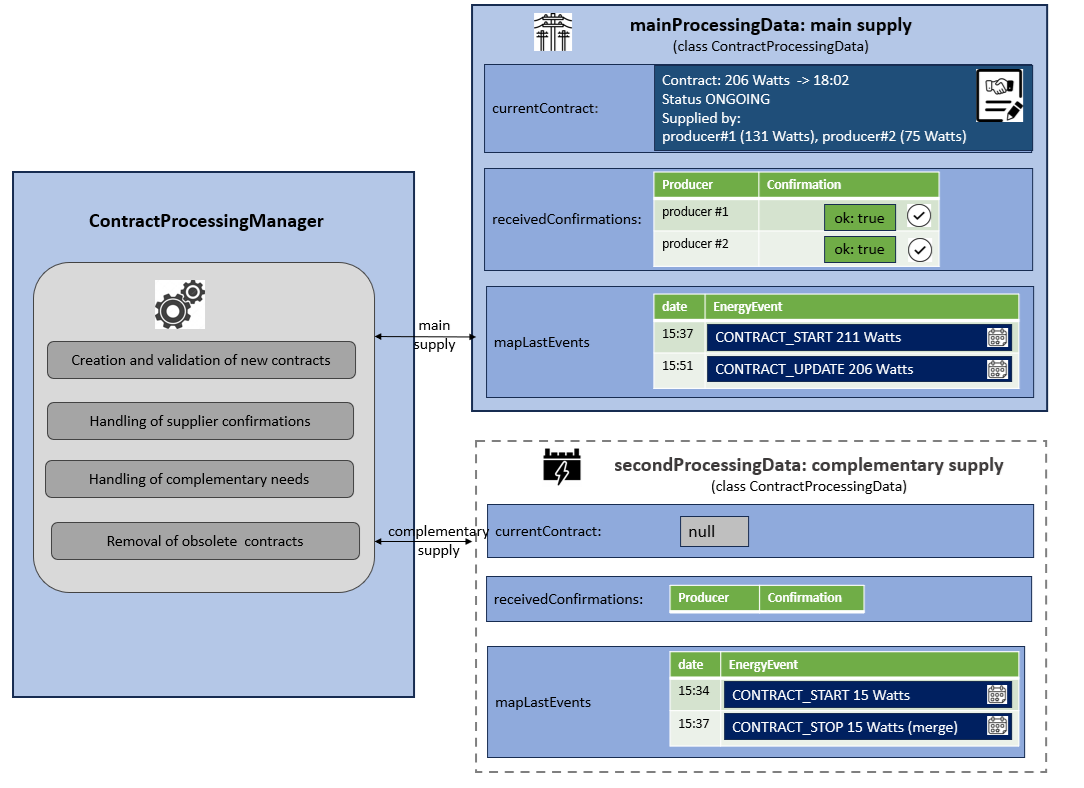 ContractProcessingManager
Creation and validation of new contracts
Handling of supplier confirmations
Handling of complementary needs
Removal of obsolete contracts
main
supply
complementary
supply
mainProcessingData: main supply
(class ContractProcessingData)
currentContract:
Contract: 206 Watts -> 18:02
Status ONGOING
Supplied by:
producer#1 (131 Watts), producer#2 (75 Watts)
receivedConfirmations:
Producer Confirmation
producer #1 ok: true
producer #2 ok: true
mapLastEvents
date EnergyEvent
15:37 CONTRACT_START 211 Watts
15:51 CONTRACT_UPDATE 206 Watts
secondProcessingData: complementary supply
(class ContractProcessingData)
currentContract: null
receivedConfirmations: Producer Confirmation
mapLastEvents
date EnergyEvent
15:34 CONTRACT_START 15 Watts
15:37 CONTRACT_STOP 15 Watts (merge)